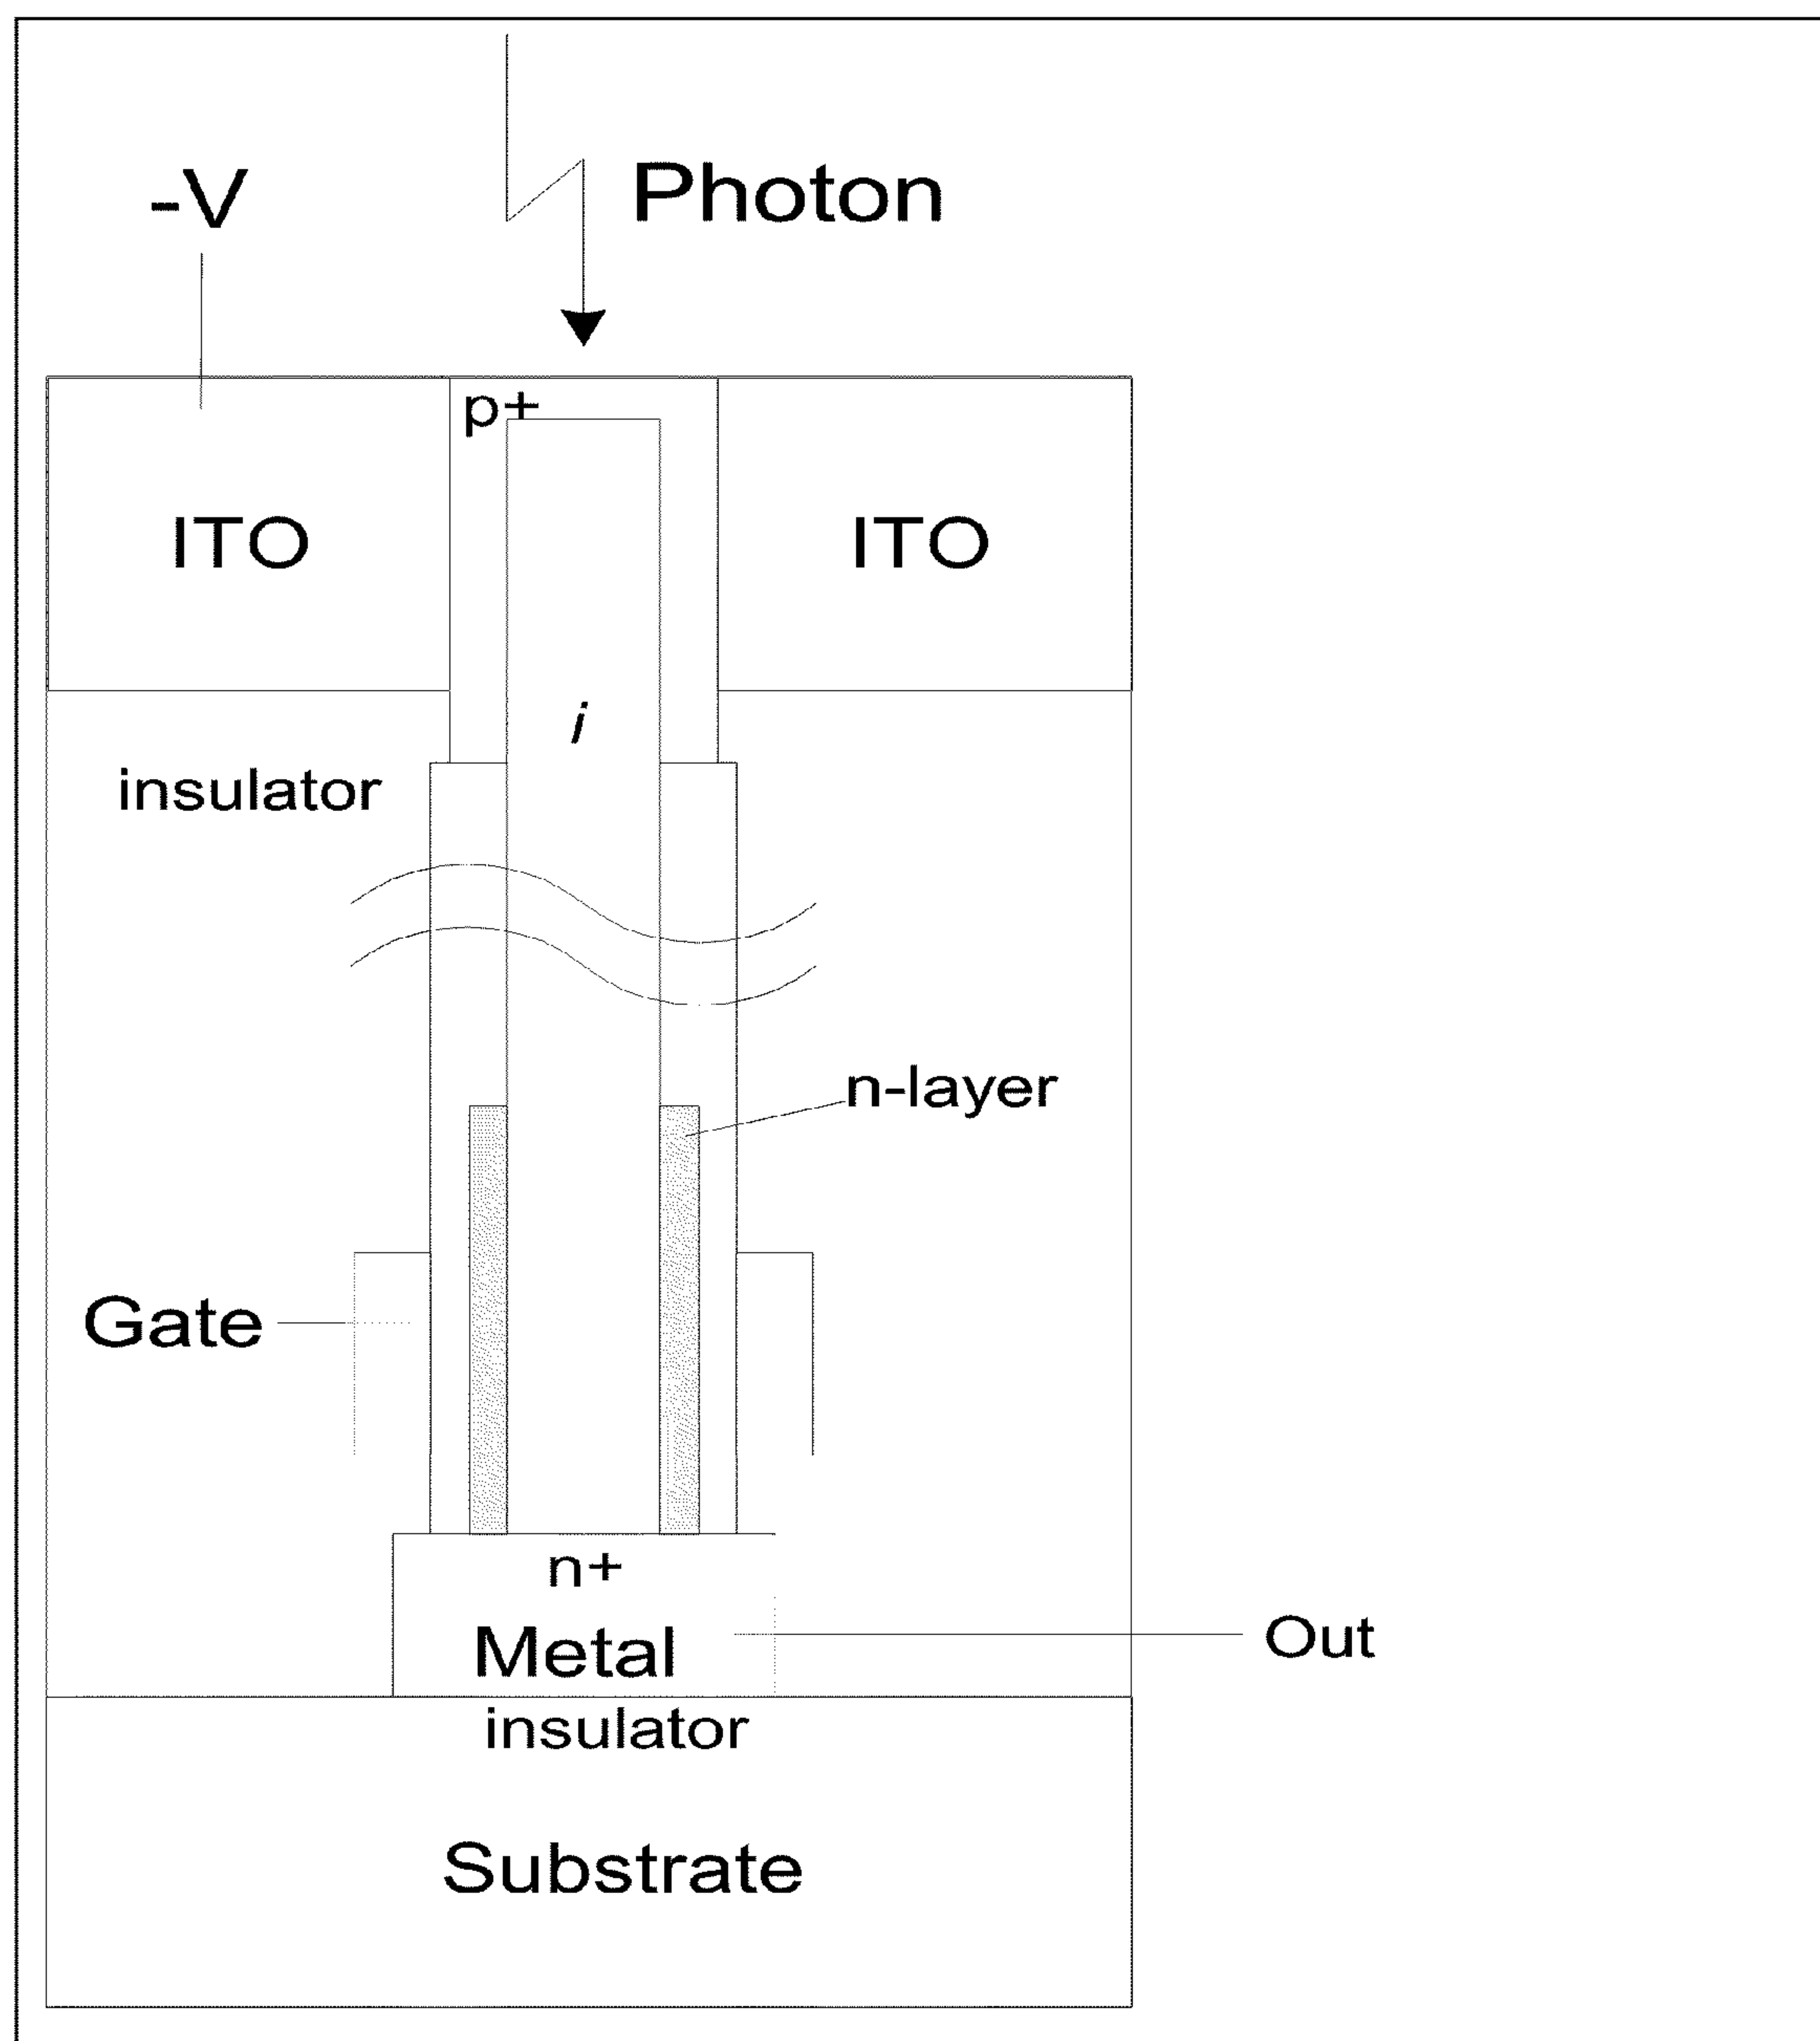 -V
Photon
p+
ITO
ITO
i
insulator
n-layer
Gate
n+
Metal
Out
insulator
Substrate